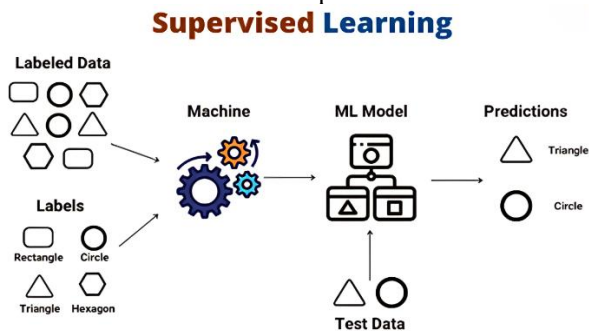 Supervised Learning
Labeled Data
Machine
ML Model
Predictions
Triangle
Circle
Labels
Rectangle Circle
Triangle Hexagon
Test Data